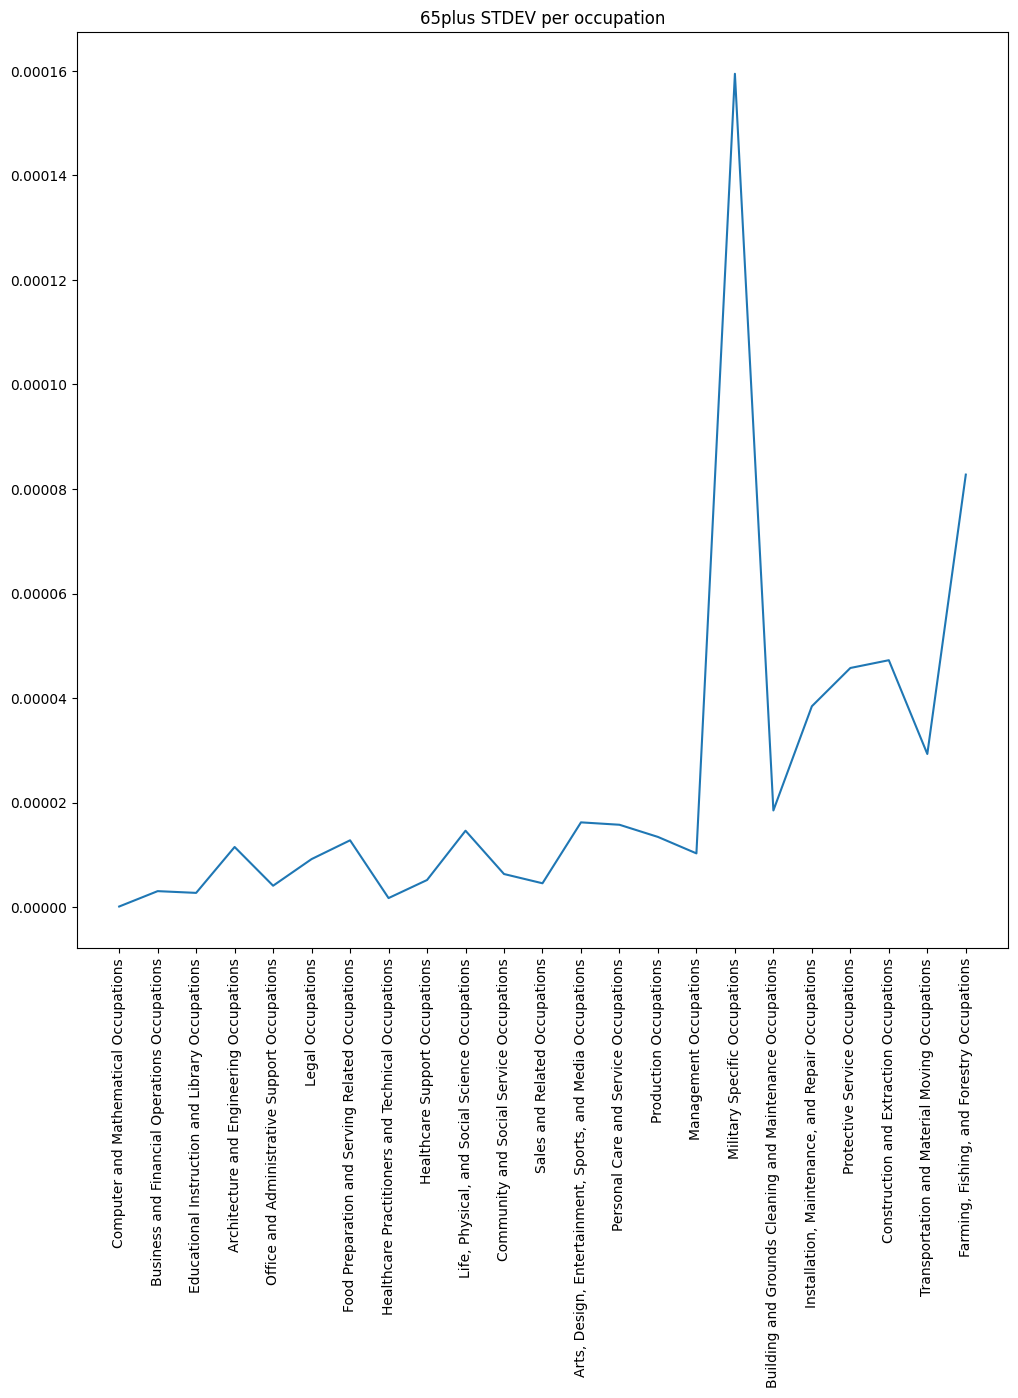 65plus STDEV per occupation
0.00016
0.00014
0.00012
0.00010
0.00008
0.00006
0.00004
0.00002
0.00000
Computer and Mathematical Occupations
Business and Financial Operations Occupations
Educational Instruction and Library Occupations
Architecture and Engineering Occupations
Office and Administrative Support Occupations
Legal Occupations
Food Preparation and Serving Related Occupations
Healthcare Practitioners and Technical Occupations
Healthcare Support Occupations
Life, Physical, and Social Science Occupations
Community and Social Service Occupations
Sales and Related Occupations
Arts, Design, Entertainment, Sports, and Media Occupations
Personal Care and Service Occupations
Production Occupations
Management Occupations
Military Specific Occupations
Building and Grounds Cleaning and Maintenance Occupations
Installation, Maintenance, and Repair Occupations
Protective Service Occupations
Construction and Extraction Occupations
Transportation and Material Moving Occupations
Farming, Fishing, and Forestry Occupations